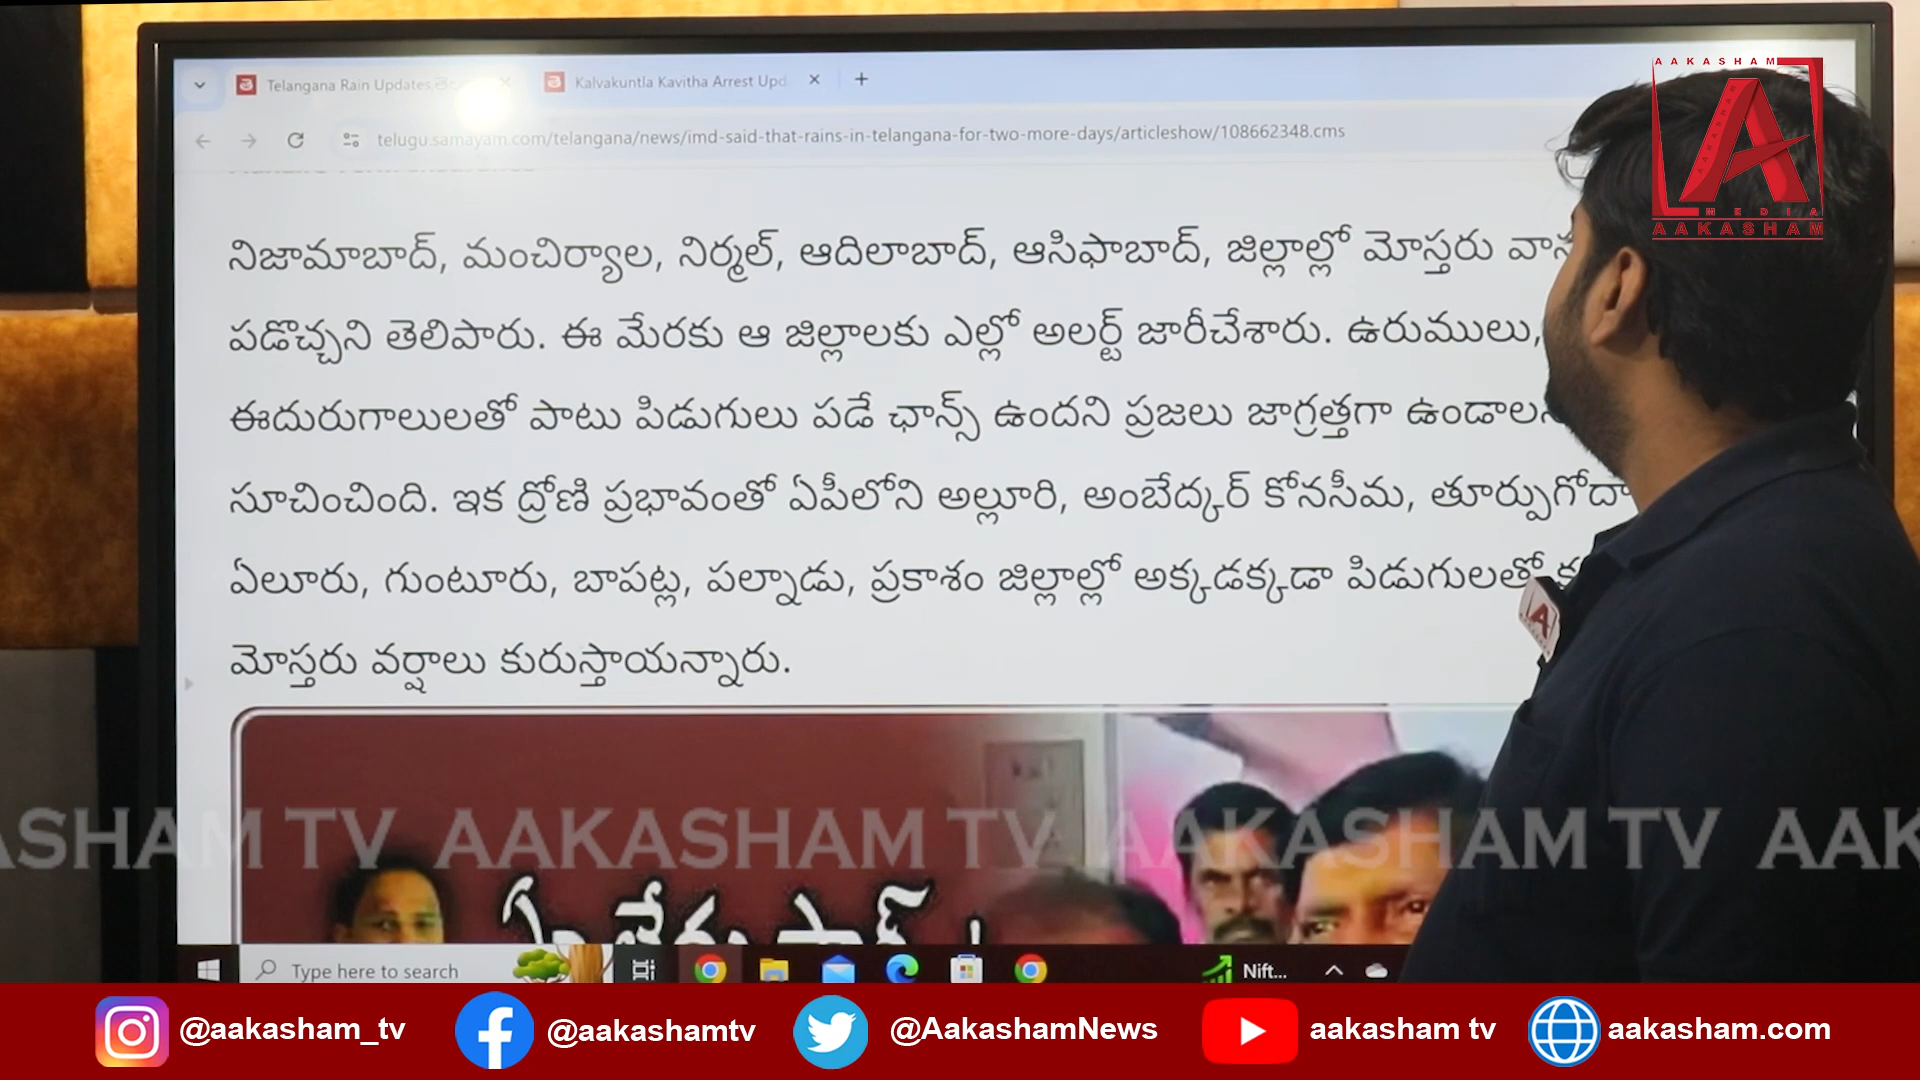 Telangana Rain Updates
Kalvakuntla Kavitha Arrest Upd
telugu.samayam.com/telangana/news/imd-said-that-rains-in-telangana-for-two-more-days/articleshow/108662348.cms
AAKASHAM
A
MEDIA
AAKASHAM
నిజామాబాద్, మంచిర్యాల, నిర్మల్, ఆదిలాబాద్, ఆసిఫాబాద్, జిల్లాల్లో మోస్తరు
పడొచ్చని తెలిపారు. ఈ మేరకు ఆ జిల్లాలకు ఎల్లో అలర్ట్ జారీచేశారు. ఉరుములు,
ఈదురుగాలులతో పాటు పిడుగులు పడే ఛాన్స్ ఉందని ప్రజలు జాగ్రత్తగా
సూచించింది. ఇక ద్రోణి ప్రభావంతో ఏపీలోని అల్లూరి, అంబేద్కర్ కోనసీమ,
ఏలూరు, గుంటూరు, బాపట్ల, పల్నాడు, ప్రకాశం జిల్లాల్లో అక్కడక్కడా పిడుగులతో
మోస్తరు వర్షాలు కురుస్తాయన్నారు.
ASHAM TV AAKASHAM TV AAKASHAM TV AAK
Type here to search
Nift...
@aakasham_tv @aakashamtv @AakashamNews aakasham tv aakasham.com